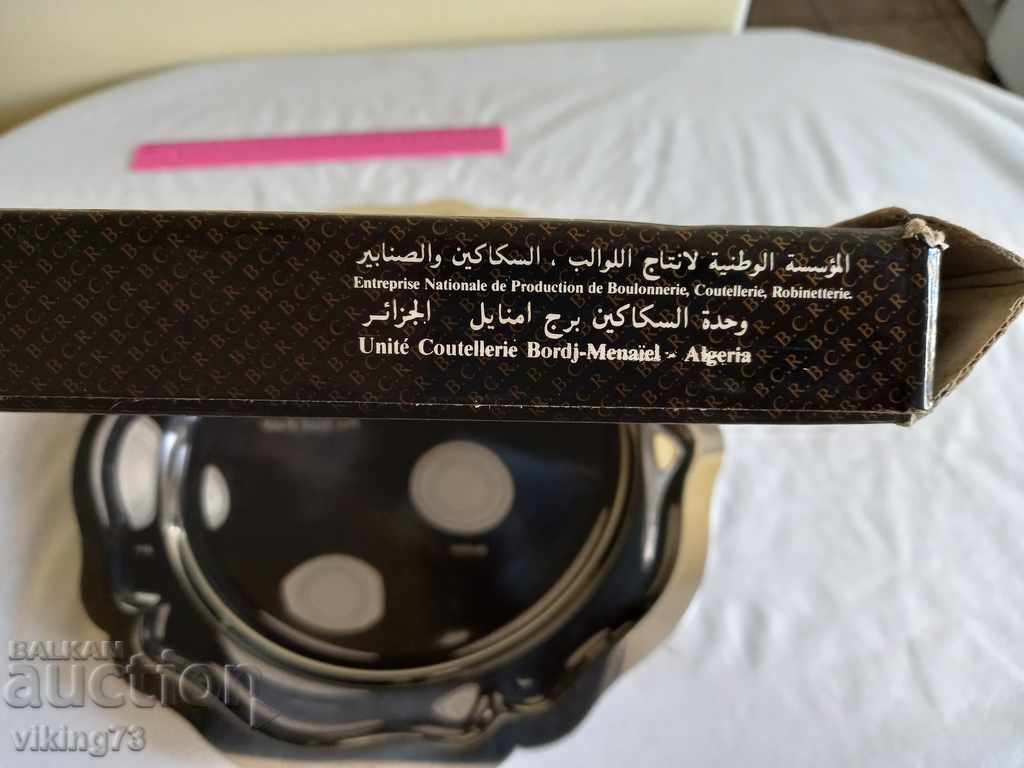 B.C.R.
المؤسسة الوطنية لانتاج اللوالب ، السكاكين والصنابير
Entreprise Nationale de Production de Boulonnerie, Coutellerie, Robinetterie.
وحدة السكاكين برج امنايل الجزائر
Unité Coutellerie Bordj-Menaïel - Algeria
BALKAN
auction
viking73